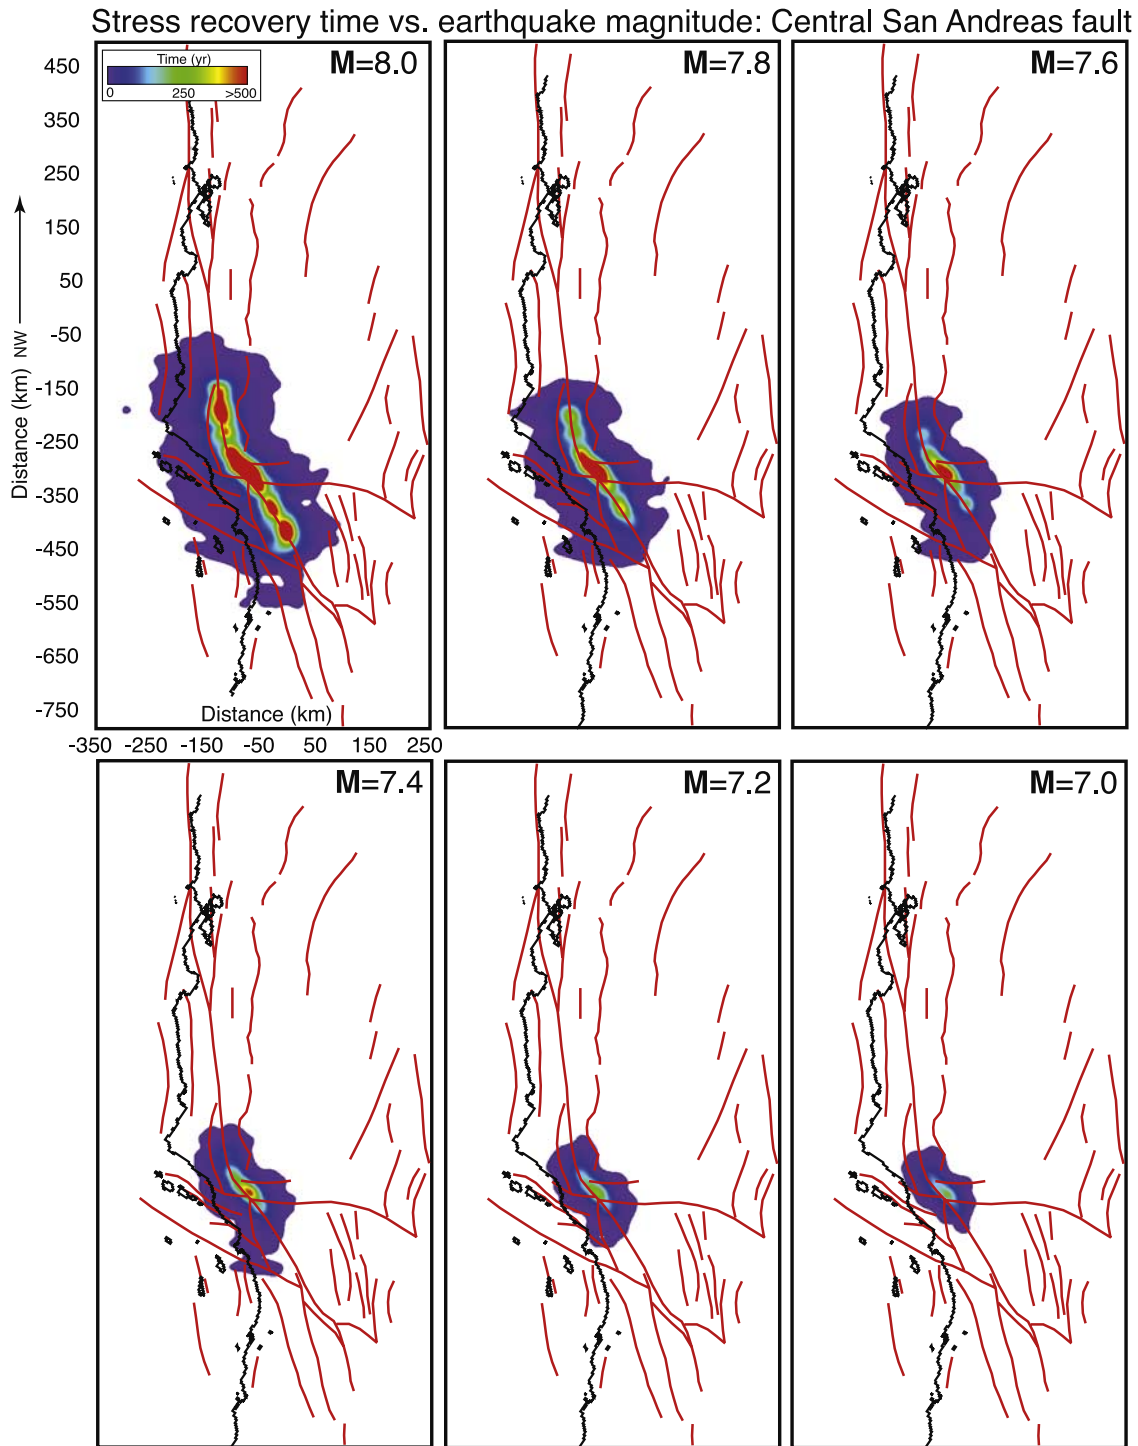 Stress recovery time vs. earthquake magnitude: Central San Andreas fault
Time (yr)
0 250 >500
M=8.0
M=7.8
M=7.6
450
350
250
150
50
-50
-150
-250
-350
-450
-550
-650
-750
Distance (km) NW
Distance (km)
-350 -250 -150 -50 50 150 250
M=7.4
M=7.2
M=7.0